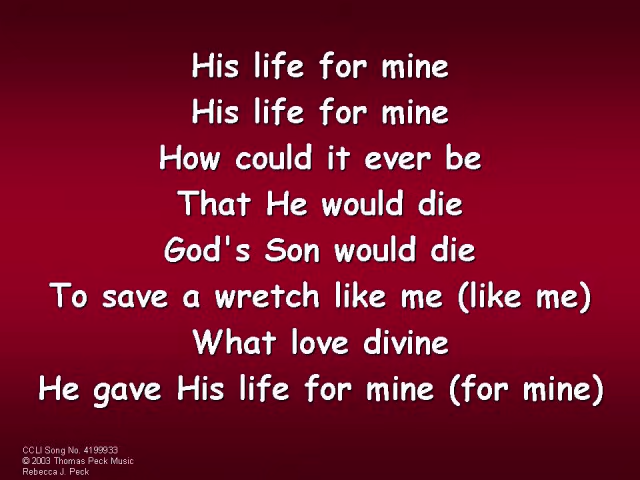 His life for mine
His life for mine
How could it ever be
That He would die
God's Son would die
To save a wretch like me (like me)
What love divine
He gave His life for mine (for mine)
CCLI Song No. 4199933
© 2003 Thomas Peck Music
Rebecca J. Peck